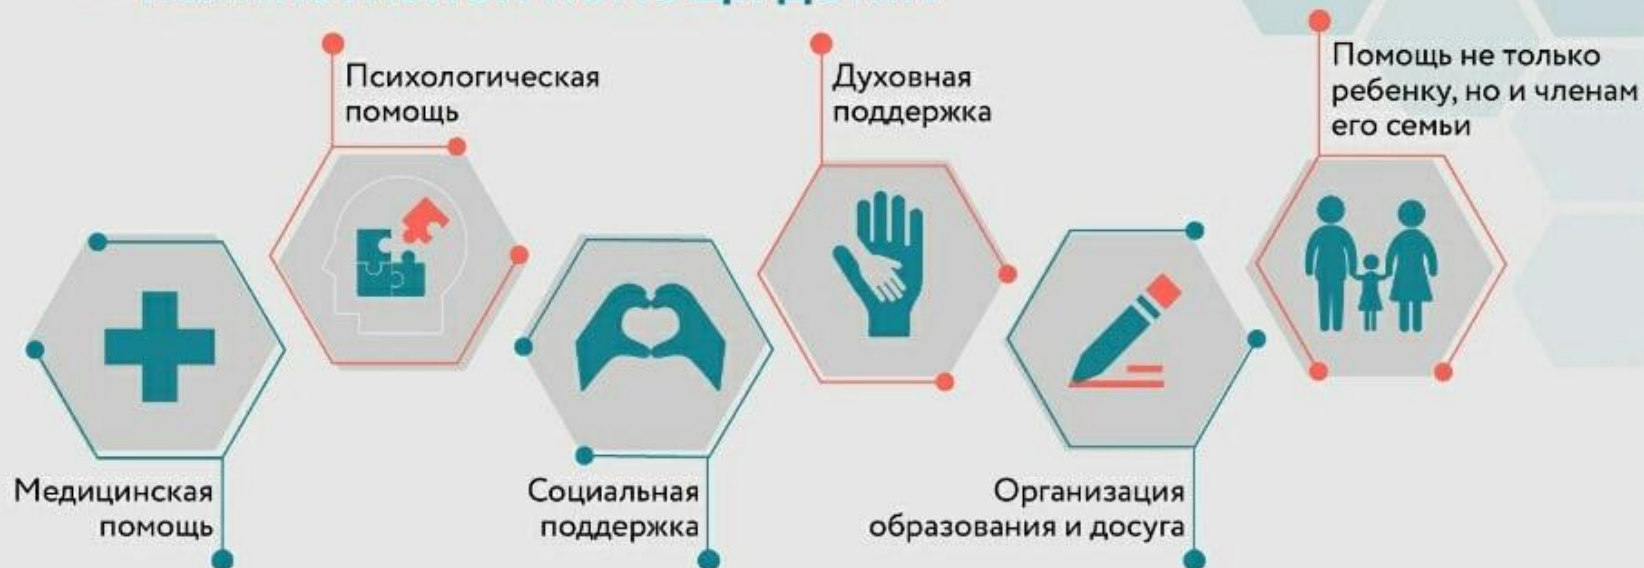 Психологическая
помощь
Духовная
поддержка
Помощь не только
ребенку, но и членам
его семьи
Медицинская
помощь
Социальная
поддержка
Организация
образования и досуга